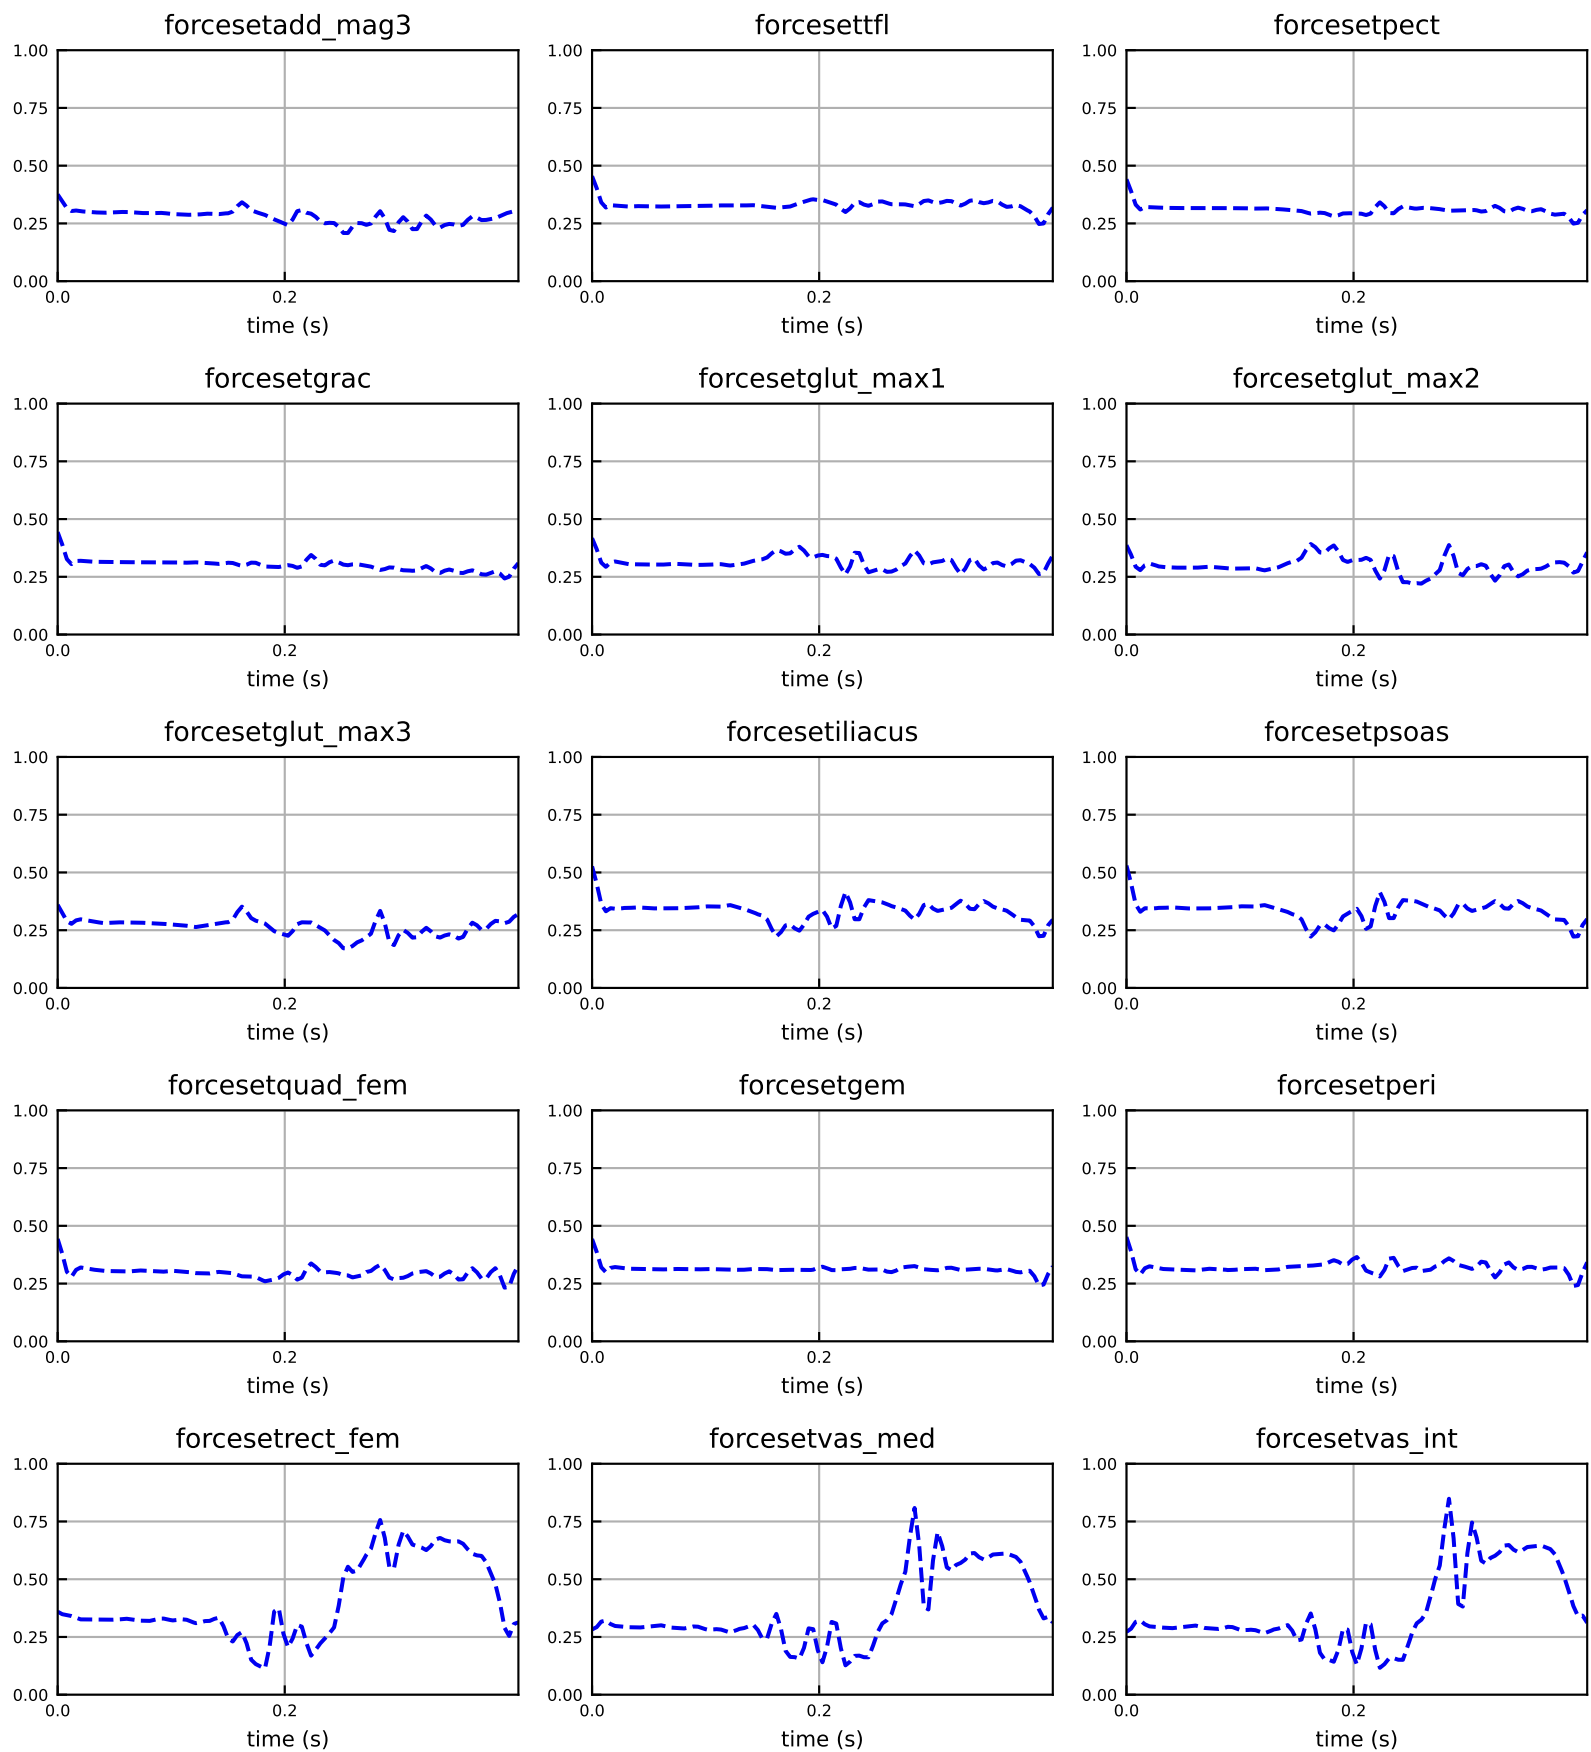 forcesetadd_mag3 forcesettfl forcesetpect
1.00 1.00 1.00
0.75 0.75 0.75
0.50 0.50 0.50
0.25 0.25 0.25
0.00 0.00 0.00
0.0 0.2 0.0 0.2 0.0 0.2
time (s) time (s) time (s)
forcesetgrac forcesetglut_max1 forcesetglut_max2
1.00 1.00 1.00
0.75 0.75 0.75
0.50 0.50 0.50
0.25 0.25 0.25
0.00 0.00 0.00
0.0 0.2 0.0 0.2 0.0 0.2
time (s) time (s) time (s)
forcesetglut_max3 forcesetiliacus forcesetpsoas
1.00 1.00 1.00
0.75 0.75 0.75
0.50 0.50 0.50
0.25 0.25 0.25
0.00 0.00 0.00
0.0 0.2 0.0 0.2 0.0 0.2
time (s) time (s) time (s)
forcesetquad_fem forcesetgem forcesetperi
1.00 1.00 1.00
0.75 0.75 0.75
0.50 0.50 0.50
0.25 0.25 0.25
0.00 0.00 0.00
0.0 0.2 0.0 0.2 0.0 0.2
time (s) time (s) time (s)
forcesetrect_fem forcesetvas_med forcesetvas_int
1.00 1.00 1.00
0.75 0.75 0.75
0.50 0.50 0.50
0.25 0.25 0.25
0.00 0.00 0.00
0.0 0.2 0.0 0.2 0.0 0.2
time (s) time (s) time (s)